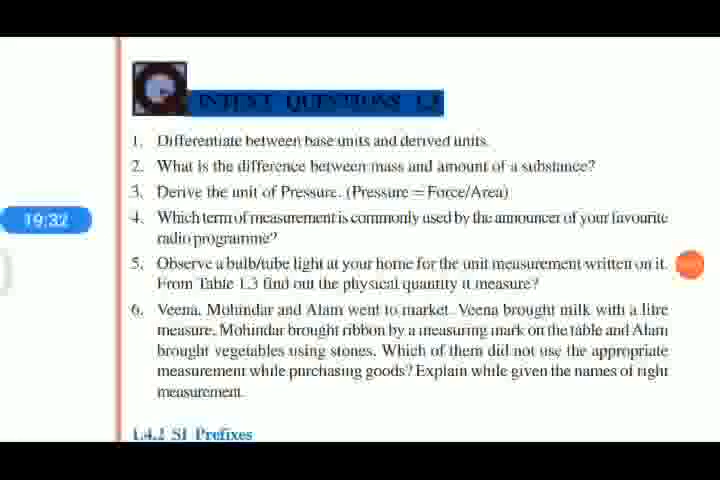 INTEXT QUESTIONS 1.3
1. Differentiate between base units and derived units.
2. What is the difference between mass and amount of a substance?
3. Derive the unit of Pressure. (Pressure = Force/Area)
19:32
4. Which term of measurement is commonly used by the announcer of your favourite
radio programme?
5. Observe a bulb/tube light at your home for the unit measurement written on it.
From Table 1.3 find out the physical quantity it measure?
6. Veena, Mohindar and Alam went to market. Veena brought milk with a litre
measure. Mohindar brought ribbon by a measuring mark on the table and Alam
brought vegetables using stones. Which of them did not use the appropriate
measurement while purchasing goods? Explain while given the names of right
measurement.
1.4.2 SI Prefixes